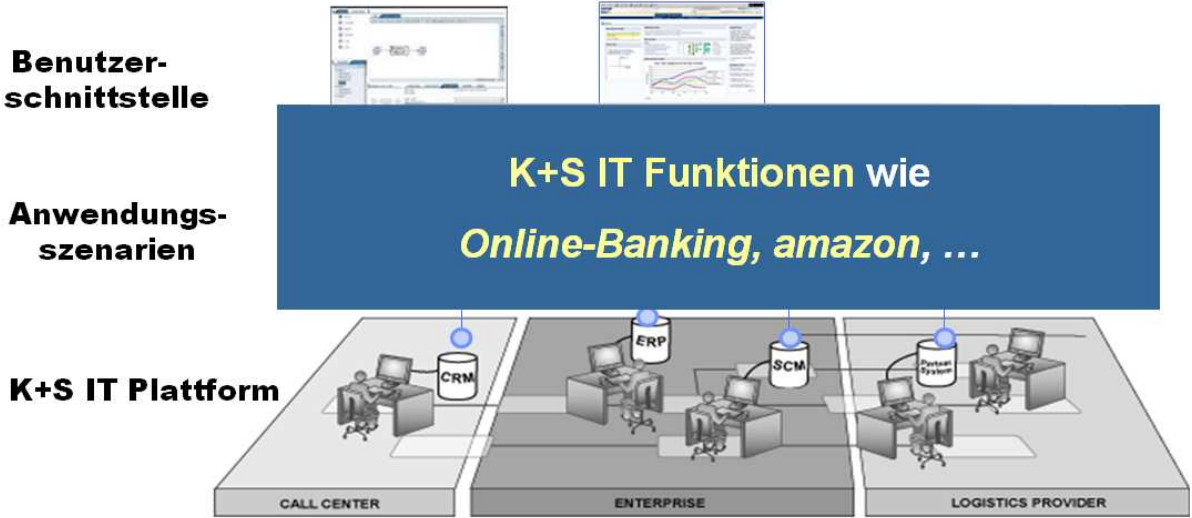 Benutzer-
schnittstelle
K+S IT Funktionen wie
Online-Banking, amazon, ...
Anwendungs-
szenarien
K+S IT Plattform
CRM
ERP
SCM
Partner
System
CALL CENTER
ENTERPRISE
LOGISTICS PROVIDER